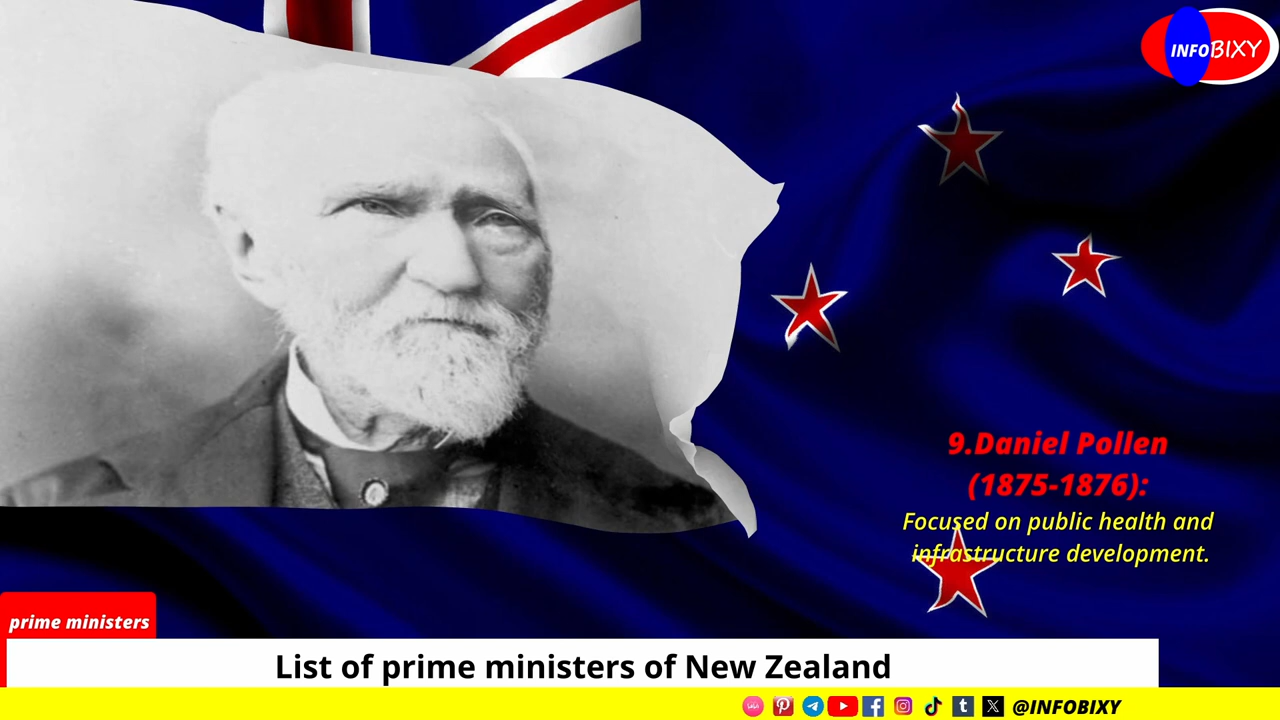 INFOBIXY
9.Daniel Pollen
(1875-1876):
Focused on public health and
infrastructure development.
prime ministers
List of prime ministers of New Zealand
@INFOBIXY